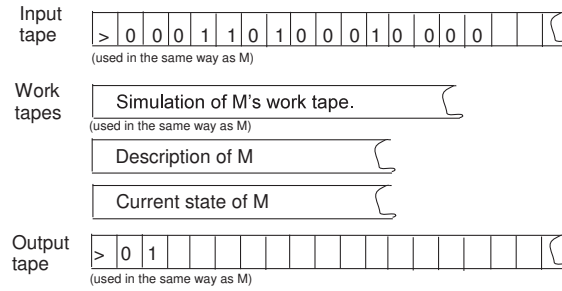 Input
tape
> 0 0 0 1 1 0 1 0 0 0 1 0 0 0 0
(used in the same way as M)
Work
tapes
Simulation of M's work tape.
(used in the same way as M)
Description of M
Current state of M
Output
tape
> 0 1
(used in the same way as M)